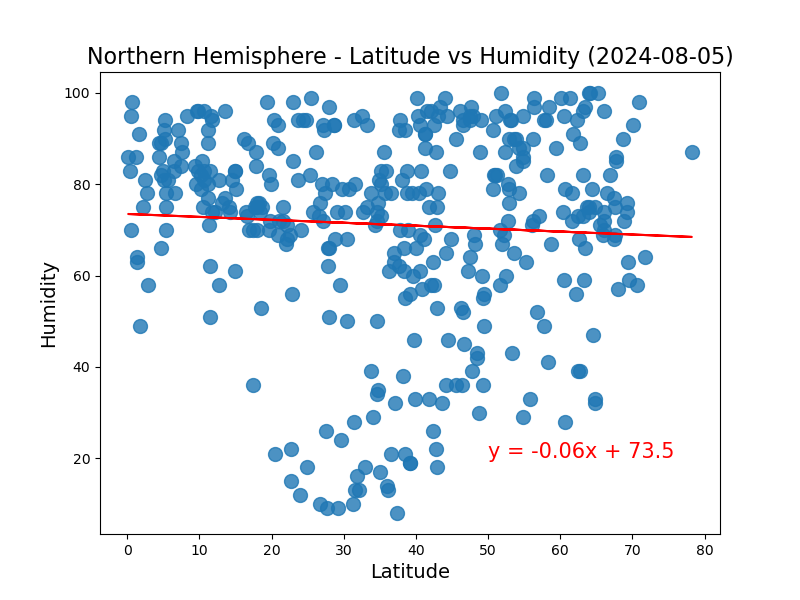 Northern Hemisphere - Latitude vs Humidity (2024-08-05)
100
80
60
40
20
Humidity
y = -0.06x + 73.5
0 10 20 30 40 50 60 70 80
Latitude